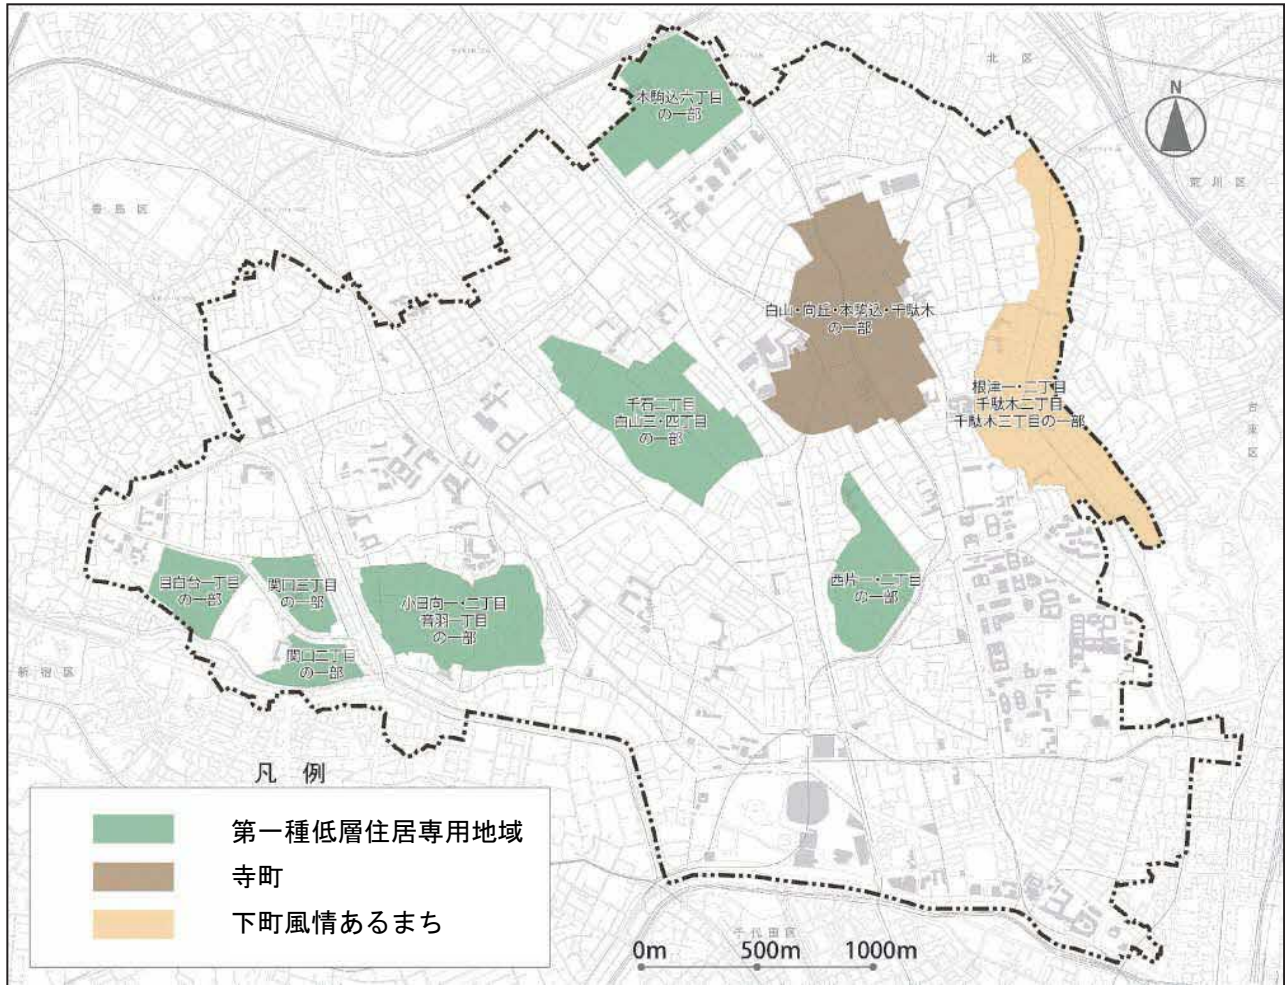 北区
N
本駒込六丁目
の一部
荒川区
豊島区
白山・向丘・本駒込・千駄木
の一部
千石二丁目
白山三・四丁目
の一部
根津一・二丁目
千駄木二丁目
千駄木三丁目の一部
台東区
目白台一丁目
の一部
関口三丁目
の一部
小日向一・二丁目
音羽一丁目
の一部
西片一・二丁目
の一部
関口二丁目
の一部
新宿区
凡 例
第一種低層住居専用地域
寺町
下町風情あるまち
千代田区
0m 500m 1000m